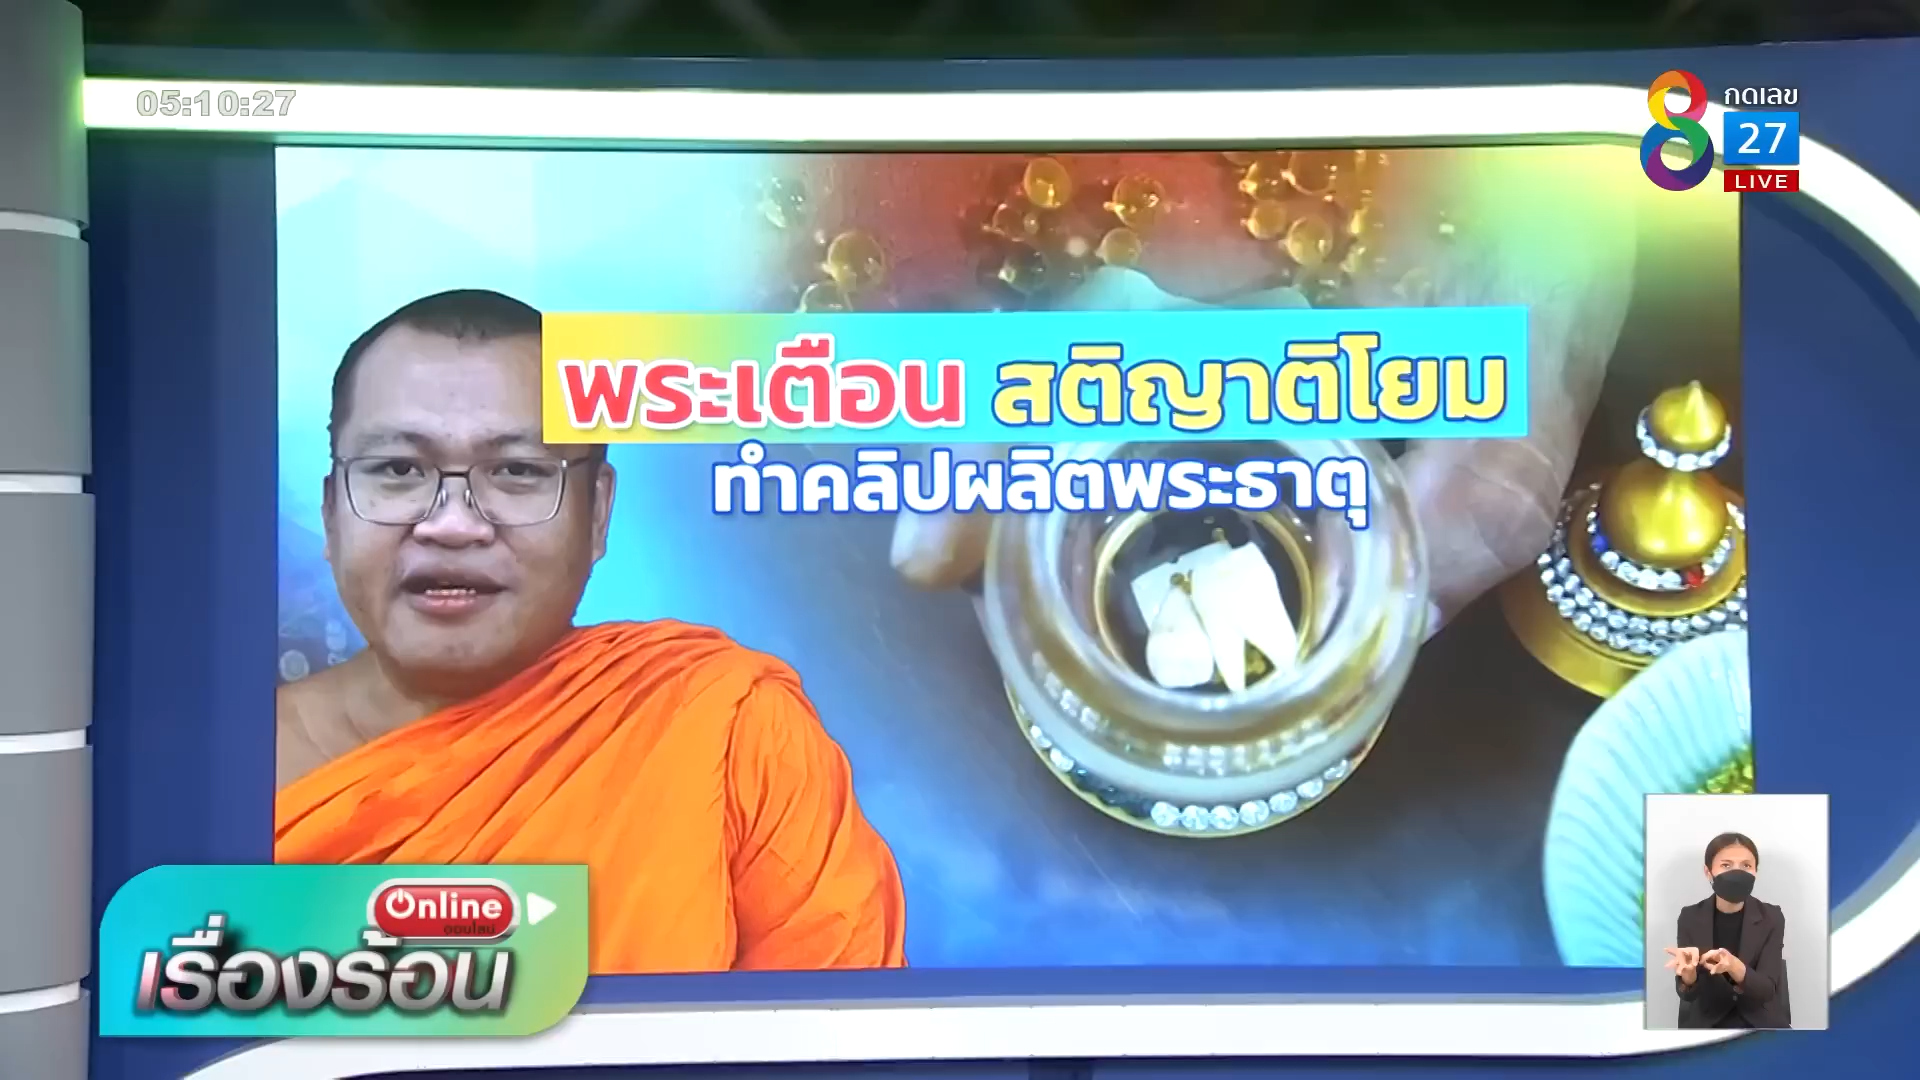 05:10:27
กดเลข
27
LIVE
พระเตือน สติญาติโยม
ทำคลิปผลิตพระธาตุ
Online
ออนไลน์
เรื่องร้อน